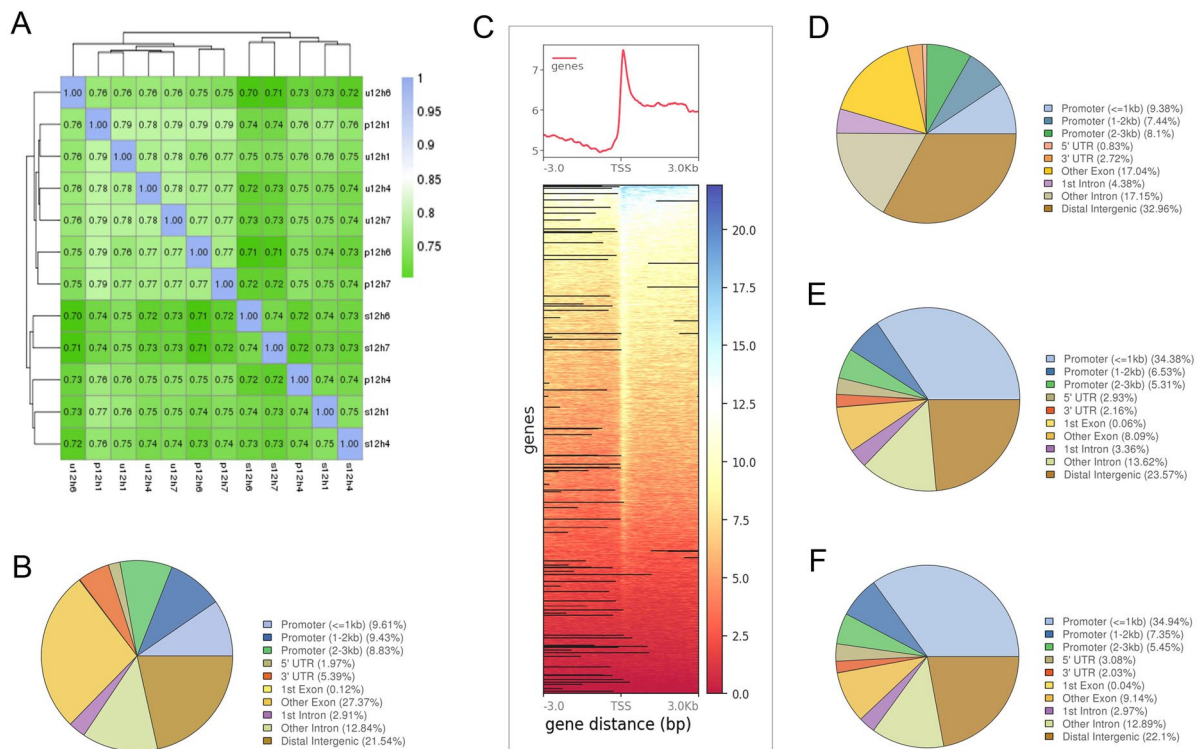 A
u12h6 p12h1 u12h1 u12h4 u12h7 p12h6 p12h7 s12h6 s12h7 p12h4 s12h1 s12h4
1.00 0.76 0.76 0.76 0.76 0.75 0.75 0.70 0.71 0.73 0.73 0.72 u12h6
0.76 1.00 0.79 0.78 0.79 0.79 0.79 0.74 0.74 0.76 0.77 0.76 p12h1
0.76 0.79 1.00 0.78 0.78 0.76 0.77 0.75 0.75 0.76 0.76 0.75 u12h1
0.76 0.78 0.78 1.00 0.78 0.77 0.77 0.72 0.73 0.75 0.75 0.74 u12h4
0.76 0.79 0.78 0.78 1.00 0.77 0.77 0.73 0.73 0.75 0.75 0.74 u12h7
0.75 0.79 0.76 0.77 0.77 1.00 0.77 0.71 0.71 0.75 0.74 0.73 p12h6
0.75 0.79 0.77 0.77 0.77 0.77 1.00 0.72 0.72 0.75 0.75 0.74 p12h7
0.70 0.74 0.75 0.72 0.73 0.71 0.72 1.00 0.74 0.72 0.74 0.73 s12h6
0.71 0.74 0.75 0.73 0.73 0.71 0.72 0.74 1.00 0.72 0.73 0.73 s12h7
0.73 0.76 0.76 0.75 0.75 0.75 0.75 0.72 0.72 1.00 0.74 0.74 p12h4
0.73 0.77 0.76 0.75 0.75 0.74 0.75 0.74 0.73 0.74 1.00 0.75 s12h1
0.72 0.76 0.75 0.74 0.74 0.73 0.74 0.73 0.73 0.74 0.75 1.00 s12h4
1
0.95
0.9
0.85
0.8
0.75
B
Promoter (<=1kb) (9.61%)
Promoter (1-2kb) (9.43%)
Promoter (2-3kb) (8.83%)
5' UTR (1.97%)
3' UTR (5.39%)
1st Exon (0.12%)
Other Exon (27.37%)
1st Intron (2.91%)
Other Intron (12.84%)
Distal Intergenic (21.54%)
C
genes
7
6
5
-3.0 TSS 3.0Kb
genes
20.0
17.5
15.0
12.5
10.0
7.5
5.0
2.5
0.0
-3.0 TSS 3.0Kb
gene distance (bp)
D
Promoter (<=1kb) (9.38%)
Promoter (1-2kb) (7.44%)
Promoter (2-3kb) (8.1%)
5' UTR (0.83%)
3' UTR (2.72%)
Other Exon (17.04%)
1st Intron (4.38%)
Other Intron (17.15%)
Distal Intergenic (32.96%)
E
Promoter (<=1kb) (34.38%)
Promoter (1-2kb) (6.53%)
Promoter (2-3kb) (5.31%)
5' UTR (2.93%)
3' UTR (2.16%)
1st Exon (0.06%)
Other Exon (8.09%)
1st Intron (3.36%)
Other Intron (13.62%)
Distal Intergenic (23.57%)
F
Promoter (<=1kb) (34.94%)
Promoter (1-2kb) (7.35%)
Promoter (2-3kb) (5.45%)
5' UTR (3.08%)
3' UTR (2.03%)
1st Exon (0.04%)
Other Exon (9.14%)
1st Intron (2.97%)
Other Intron (12.89%)
Distal Intergenic (22.1%)